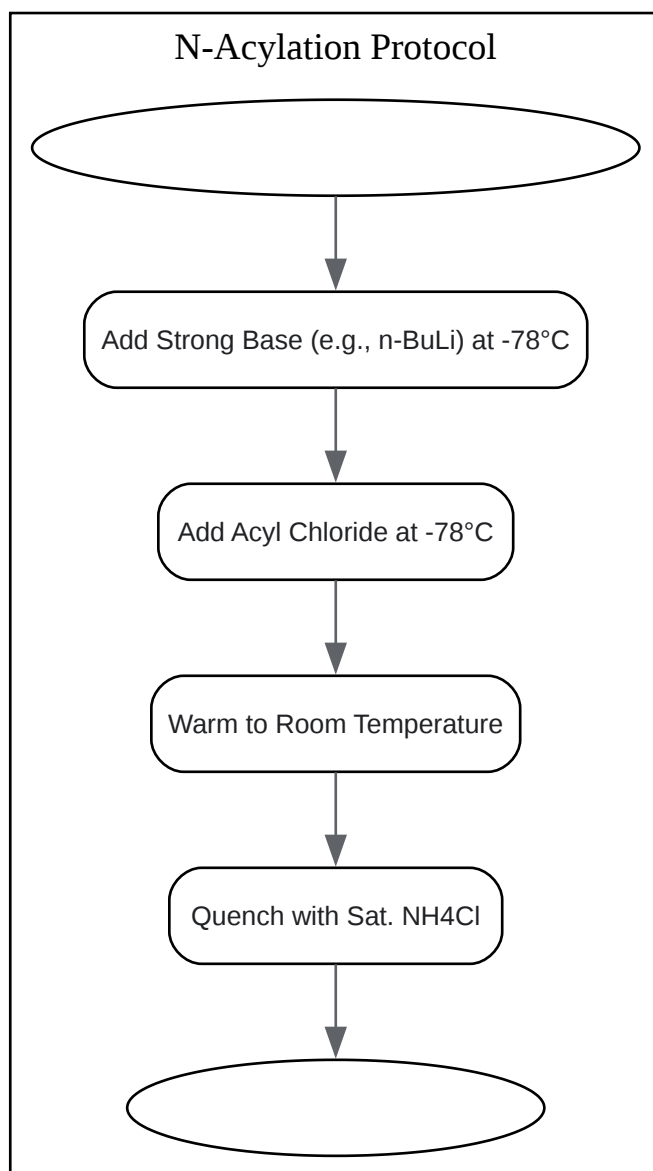 N-Acylation Protocol
Add Strong Base (e.g., n-BuLi) at -78°C
Add Acyl Chloride at -78°C
Warm to Room Temperature
Quench with Sat. NH4Cl